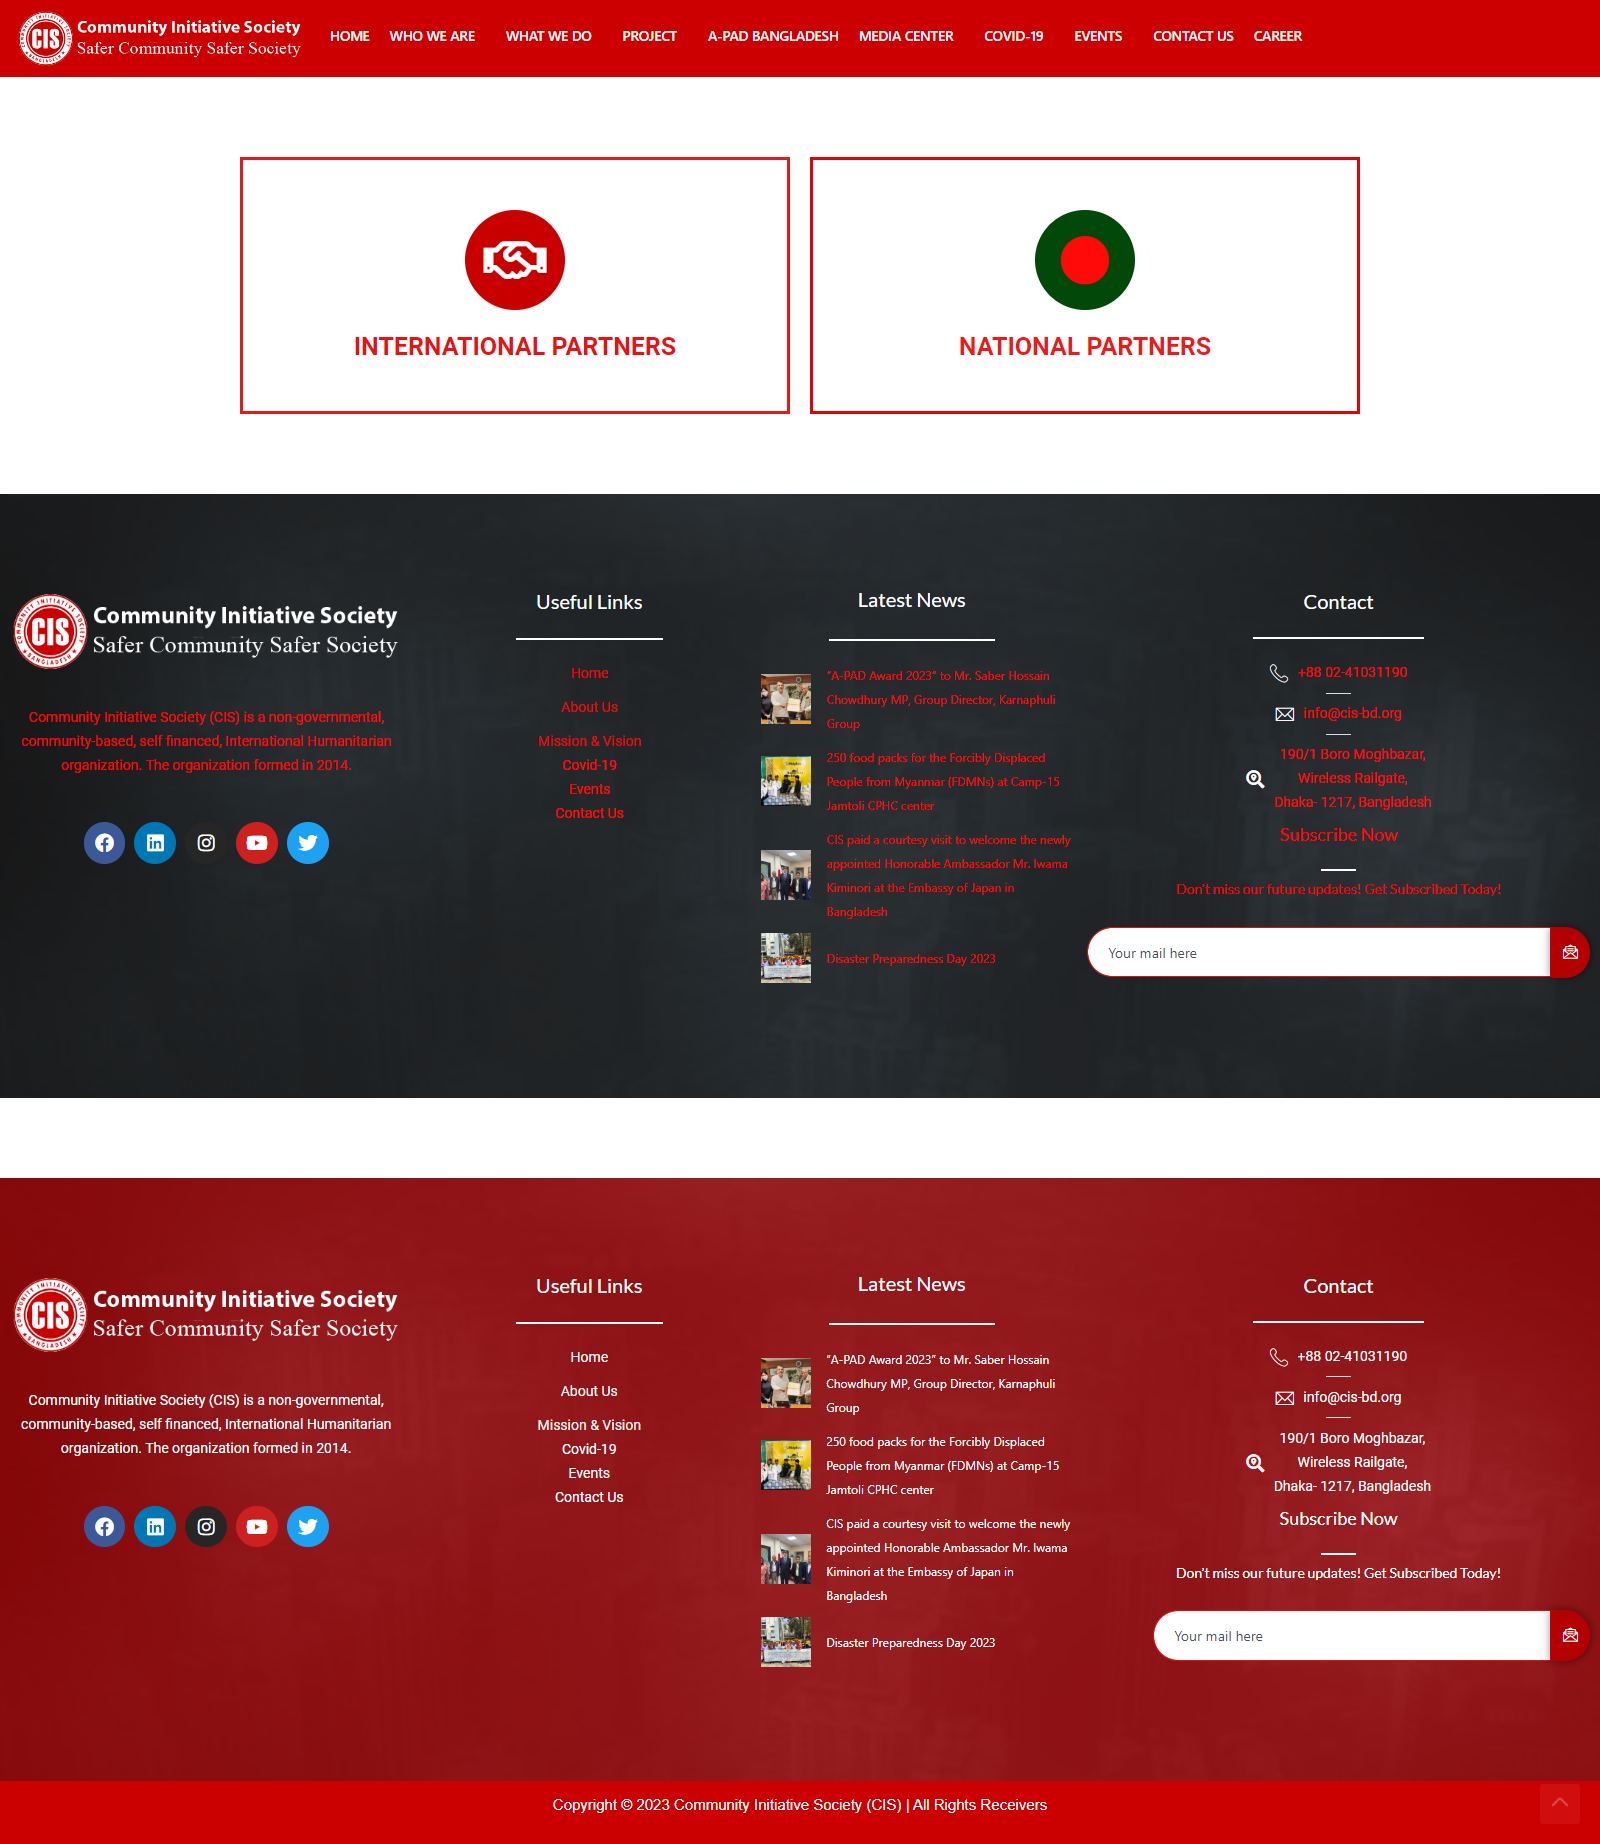 CIS
Community Initiative Society
Safer Community Safer Society
HOME
WHO WE ARE
WHAT WE DO
PROJECT
A-PAD BANGLADESH
MEDIA CENTER
COVID-19
EVENTS
CONTACT US
CAREER
INTERNATIONAL PARTNERS
NATIONAL PARTNERS
COMMUNITY INITIATIVE SOCIETY
CIS
BANGLADESH
Community Initiative Society
Safer Community Safer Society
Community Initiative Society (CIS) is a non-governmental,
community-based, self financed, International Humanitarian
organization. The organization formed in 2014.
Useful Links
Home
About Us
Mission & Vision
Covid-19
Events
Contact Us
Latest News
“A-PAD Award 2023” to Mr. Saber Hossain
Chowdhury MP, Group Director, Karnaphuli
Group
250 food packs for the Forcibly Displaced
People from Myanmar (FDMNs) at Camp-15
Jamtoli CPHC center
CIS paid a courtesy visit to welcome the newly
appointed Honorable Ambassador Mr. Iwama
Kiminori at the Embassy of Japan in
Bangladesh
Disaster Preparedness Day 2023
Contact
+88 02-41031190
info@cis-bd.org
190/1 Boro Moghbazar,
Wireless Railgate,
Dhaka- 1217, Bangladesh
Subscribe Now
Don’t miss our future updates! Get Subscribed Today!
Your mail here
COMMUNITY INITIATIVE SOCIETY
CIS
BANGLADESH
Community Initiative Society
Safer Community Safer Society
Community Initiative Society (CIS) is a non-governmental,
community-based, self financed, International Humanitarian
organization. The organization formed in 2014.
Useful Links
Home
About Us
Mission & Vision
Covid-19
Events
Contact Us
Latest News
“A-PAD Award 2023” to Mr. Saber Hossain
Chowdhury MP, Group Director, Karnaphuli
Group
250 food packs for the Forcibly Displaced
People from Myanmar (FDMNs) at Camp-15
Jamtoli CPHC center
CIS paid a courtesy visit to welcome the newly
appointed Honorable Ambassador Mr. Iwama
Kiminori at the Embassy of Japan in
Bangladesh
Disaster Preparedness Day 2023
Contact
+88 02-41031190
info@cis-bd.org
190/1 Boro Moghbazar,
Wireless Railgate,
Dhaka- 1217, Bangladesh
Subscribe Now
Don’t miss our future updates! Get Subscribed Today!
Your mail here
Copyright © 2023 Community Initiative Society (CIS) | All Rights Receivers